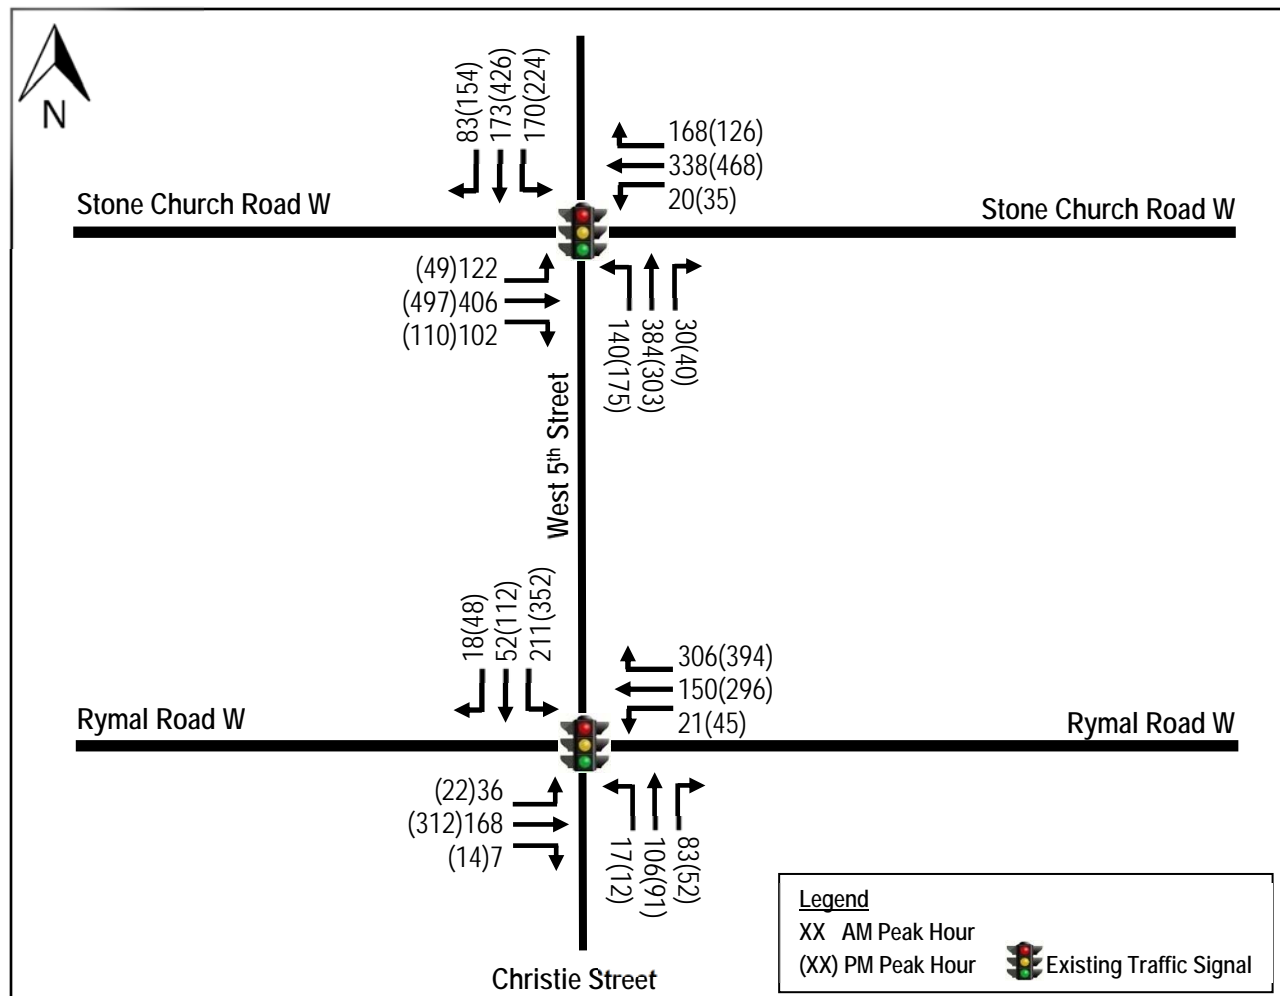 N
83(154)
173(426)
170(224)
168(126)
338(468)
20(35)
Stone Church Road W
Stone Church Road W
(49)122
(497)406
(110)102
140(175)
384(303)
30(40)
West 5th Street
18(48)
52(112)
211(352)
306(394)
150(296)
21(45)
Rymal Road W
Rymal Road W
(22)36
(312)168
(14)7
17(12)
106(91)
83(52)
Christie Street
Legend
XX AM Peak Hour
(XX) PM Peak Hour
Existing Traffic Signal